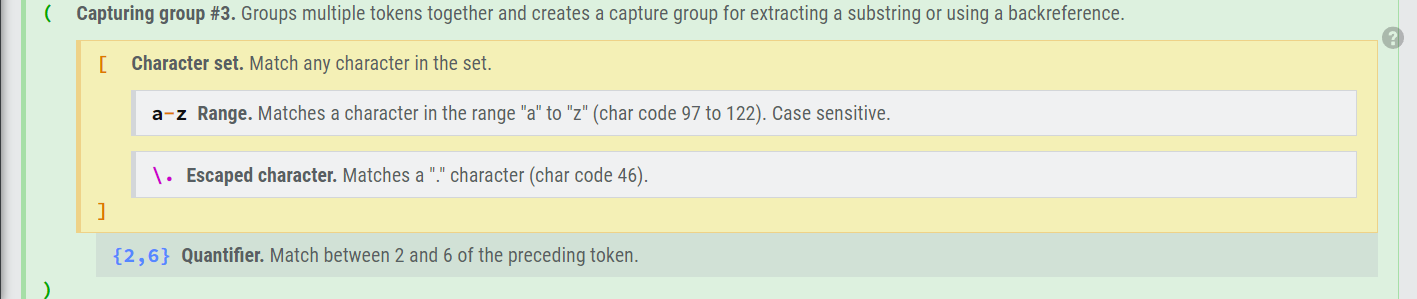 ( Capturing group #3. Groups multiple tokens together and creates a capture group for extracting a substring or using a backreference.
?
[ Character set. Match any character in the set.
a-z Range. Matches a character in the range "a" to "z" (char code 97 to 122). Case sensitive.
\. Escaped character. Matches a "." character (char code 46).
]
{2,6} Quantifier. Match between 2 and 6 of the preceding token.
)